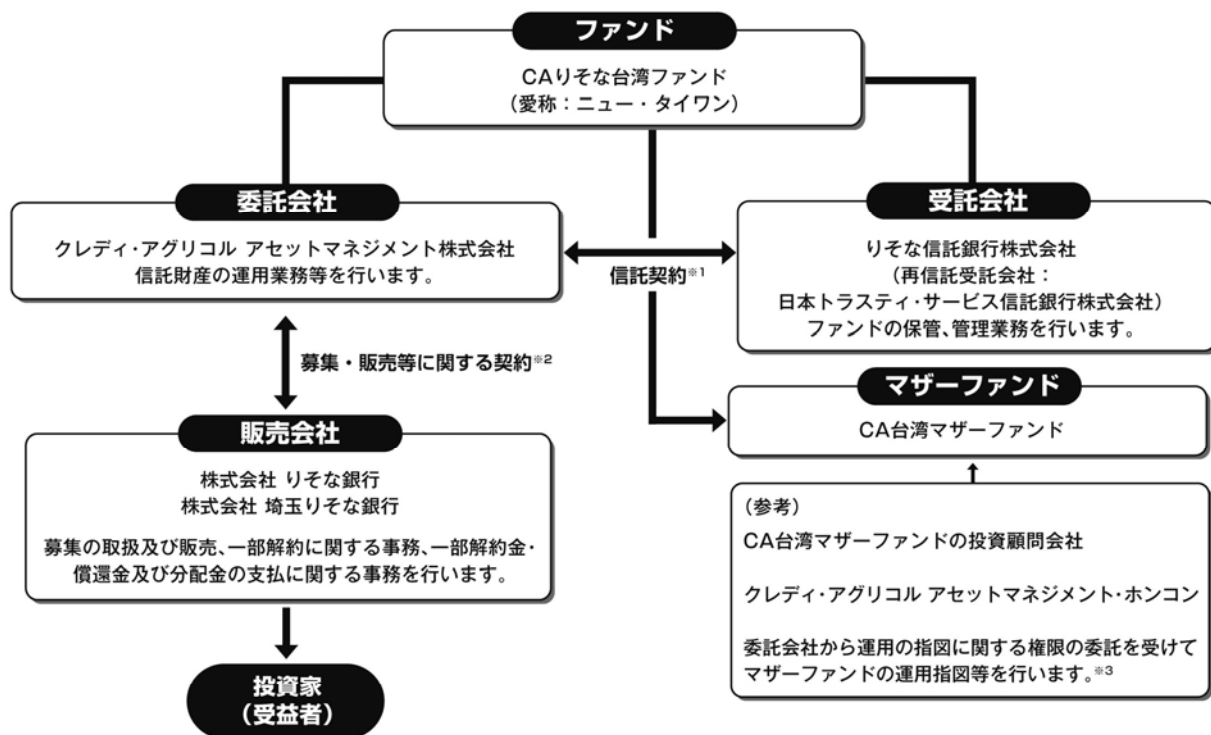 ファンド
CAりそな台湾ファンド
（愛称：ニュー・タイワン）
委託会社
クレディ・アグリコル アセットマネジメント株式会社
信託財産の運用業務等を行います。
信託契約※1
受託会社
りそな信託銀行株式会社
（再信託受託会社：
日本トラスティ・サービス信託銀行株式会社）
ファンドの保管、管理業務を行います。
募集・販売等に関する契約※2
マザーファンド
CA台湾マザーファンド
販売会社
株式会社 りそな銀行
株式会社 埼玉りそな銀行
募集の取扱及び販売、一部解約に関する事務、一部解約金・
償還金及び分配金の支払に関する事務を行います。
（参考）
CA台湾マザーファンドの投資顧問会社
クレディ・アグリコル アセットマネジメント・ホンコン
委託会社から運用の指図に関する権限の委託を受けて
マザーファンドの運用指図等を行います。※3
投資家
（受益者）